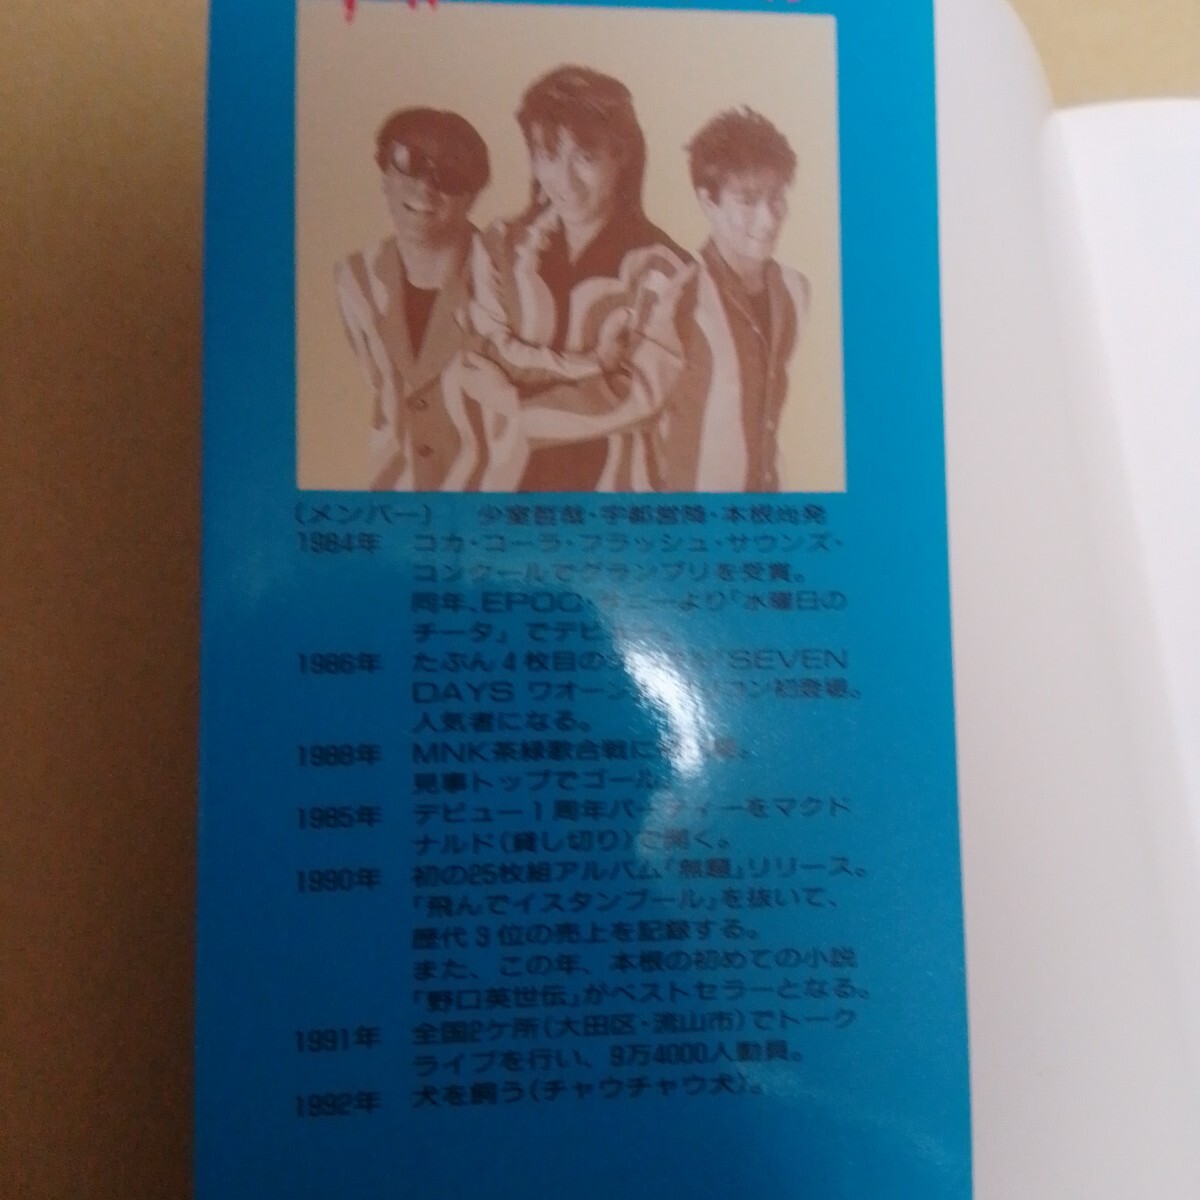 (メンバー) 少室哲哉・宇都営隆・本根尚発
1984年 コカ・コーラ・フラッシュ・サウンズ・
コンクールでグランプリを受賞。
同年、EPOC・ より「水曜日の
チータ」でデビュー。
1986年 たぶん4枚目の 「SEVEN
DAYS ワオーン 初登場。
人気者になる。
1988年 MNK茶緑歌合戦に
見事トップでゴール
1985年 デビュー1周年パーティーをマクド
ナルド(貸し切り)で開く。
1990年 初の25枚組アルバム「無題」リリース。
「飛んでイスタンブール」を抜いて、
歴代3位の売上を記録する。
また、この年、本根の初めての小説
「野口英世伝」がベストセラーとなる。
1991年 全国2ケ所(大田区・流山市)でトーク
ライブを行い、9万4000人動員。
1992年 犬を飼う(チャウチャウ犬)。